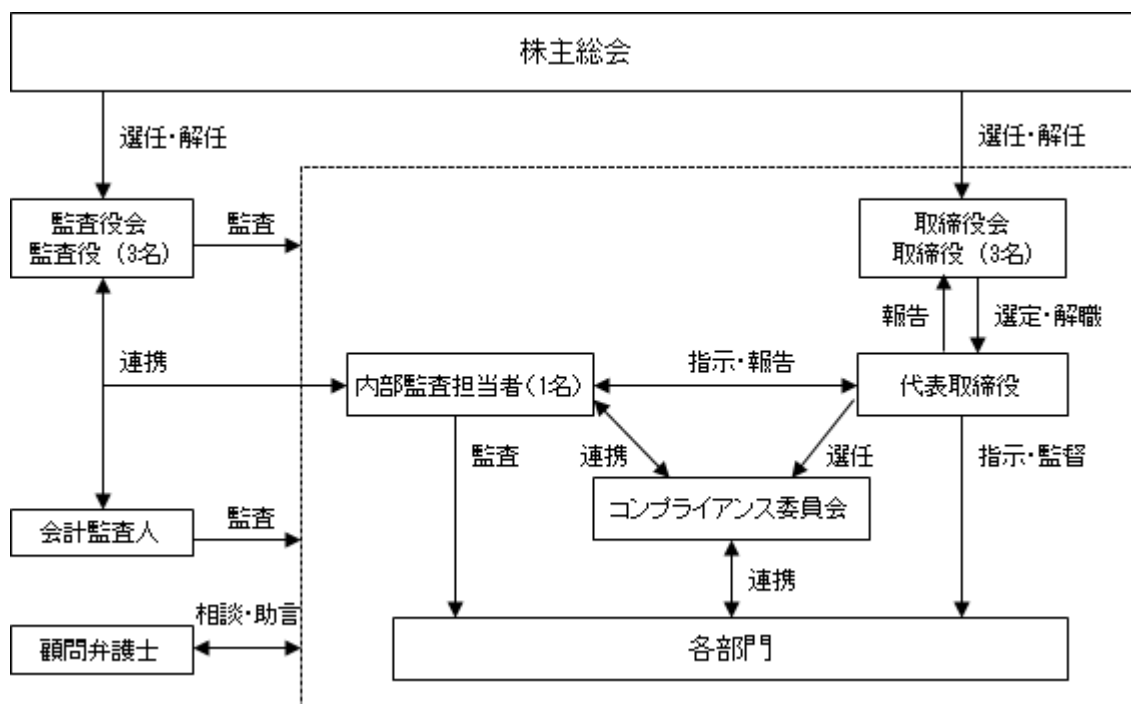 株主総会
選任・解任
選任・解任
監査役会
監査役（3名）
監査
取締役会
取締役（3名）
報告
選定・解職
連携
指示・報告
内部監査担当者（1名）
代表取締役
監査
連携
選任
指示・監督
コンプライアンス委員会
会計監査人
監査
連携
相談・助言
顧問弁護士
各部門